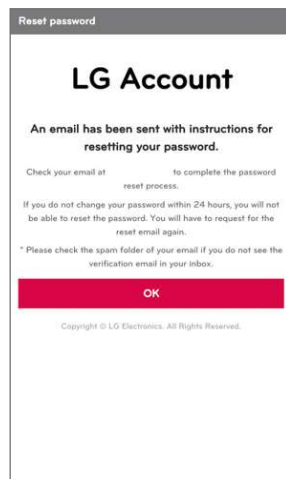 Reset password
LG Account
An email has been sent with instructions for
resetting your password.
Check your email at to complete the password
reset process.
If you do not change your password within 24 hours, you will not
be able to reset the password. You will have to request for the
reset email again.
* Please check the spam folder of your email if you do not see the
verification email in your inbox.
OK
Copyright © LG Electronics. All Rights Reserved.